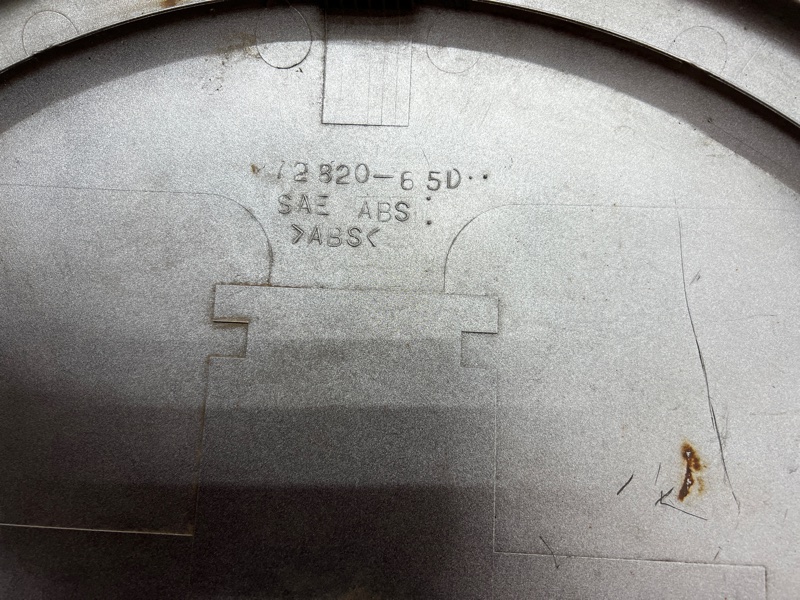 72820-65D··
SAE ABS :
>ABS<